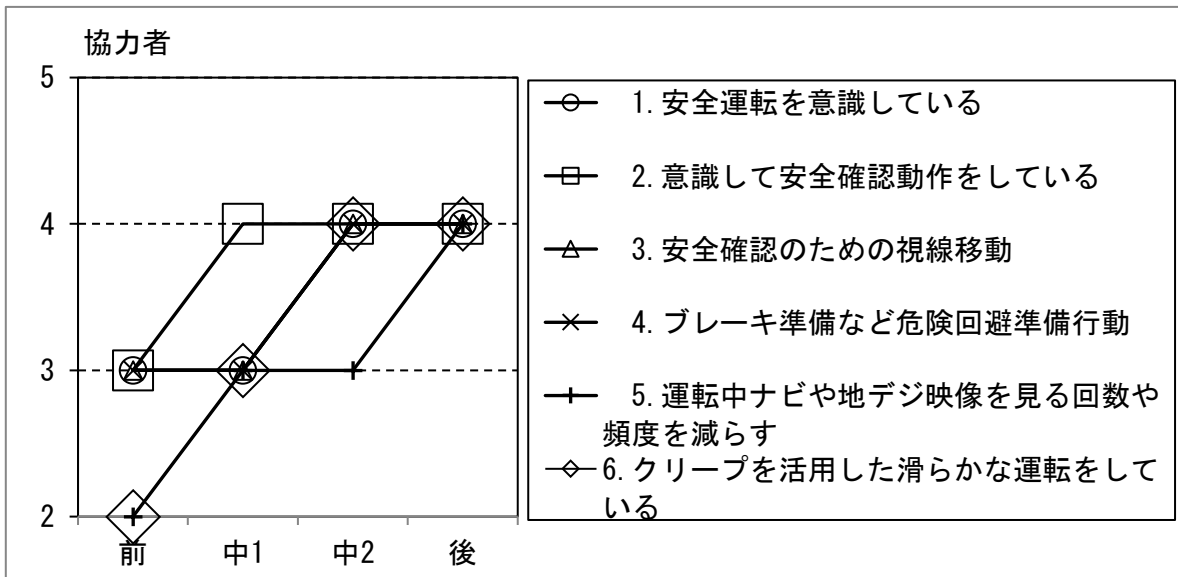 協力者
5
4
3
2
前 中1 中2 後
1.安全運転を意識している
2.意識して安全確認動作をしている
3.安全確認のための視線移動
4.ブレーキ準備など危険回避準備行動
5.運転中ナビや地デジ映像を見る回数や
頻度を減らす
6.クリープを活用した滑らかな運転をして
いる